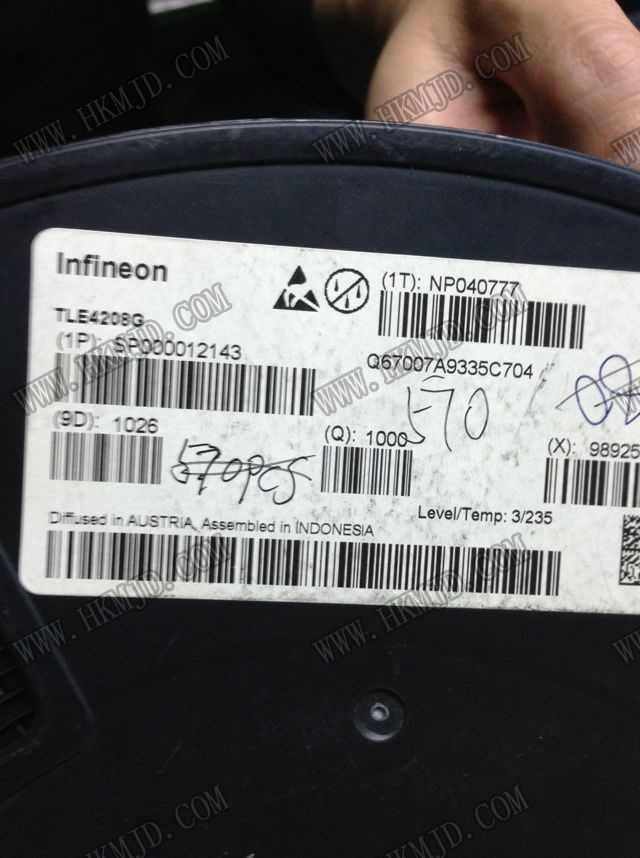 Infineon
TLE4208G
(1P): SP000012143
(1T): NP040777
Q67007A9335C704
570
(9D): 1026
570pcs
(Q): 1000
(X): 98925
Level/Temp: 3/235
Diffused in AUSTRIA, Assembled in INDONESIA
WWW.HKMJD.COM